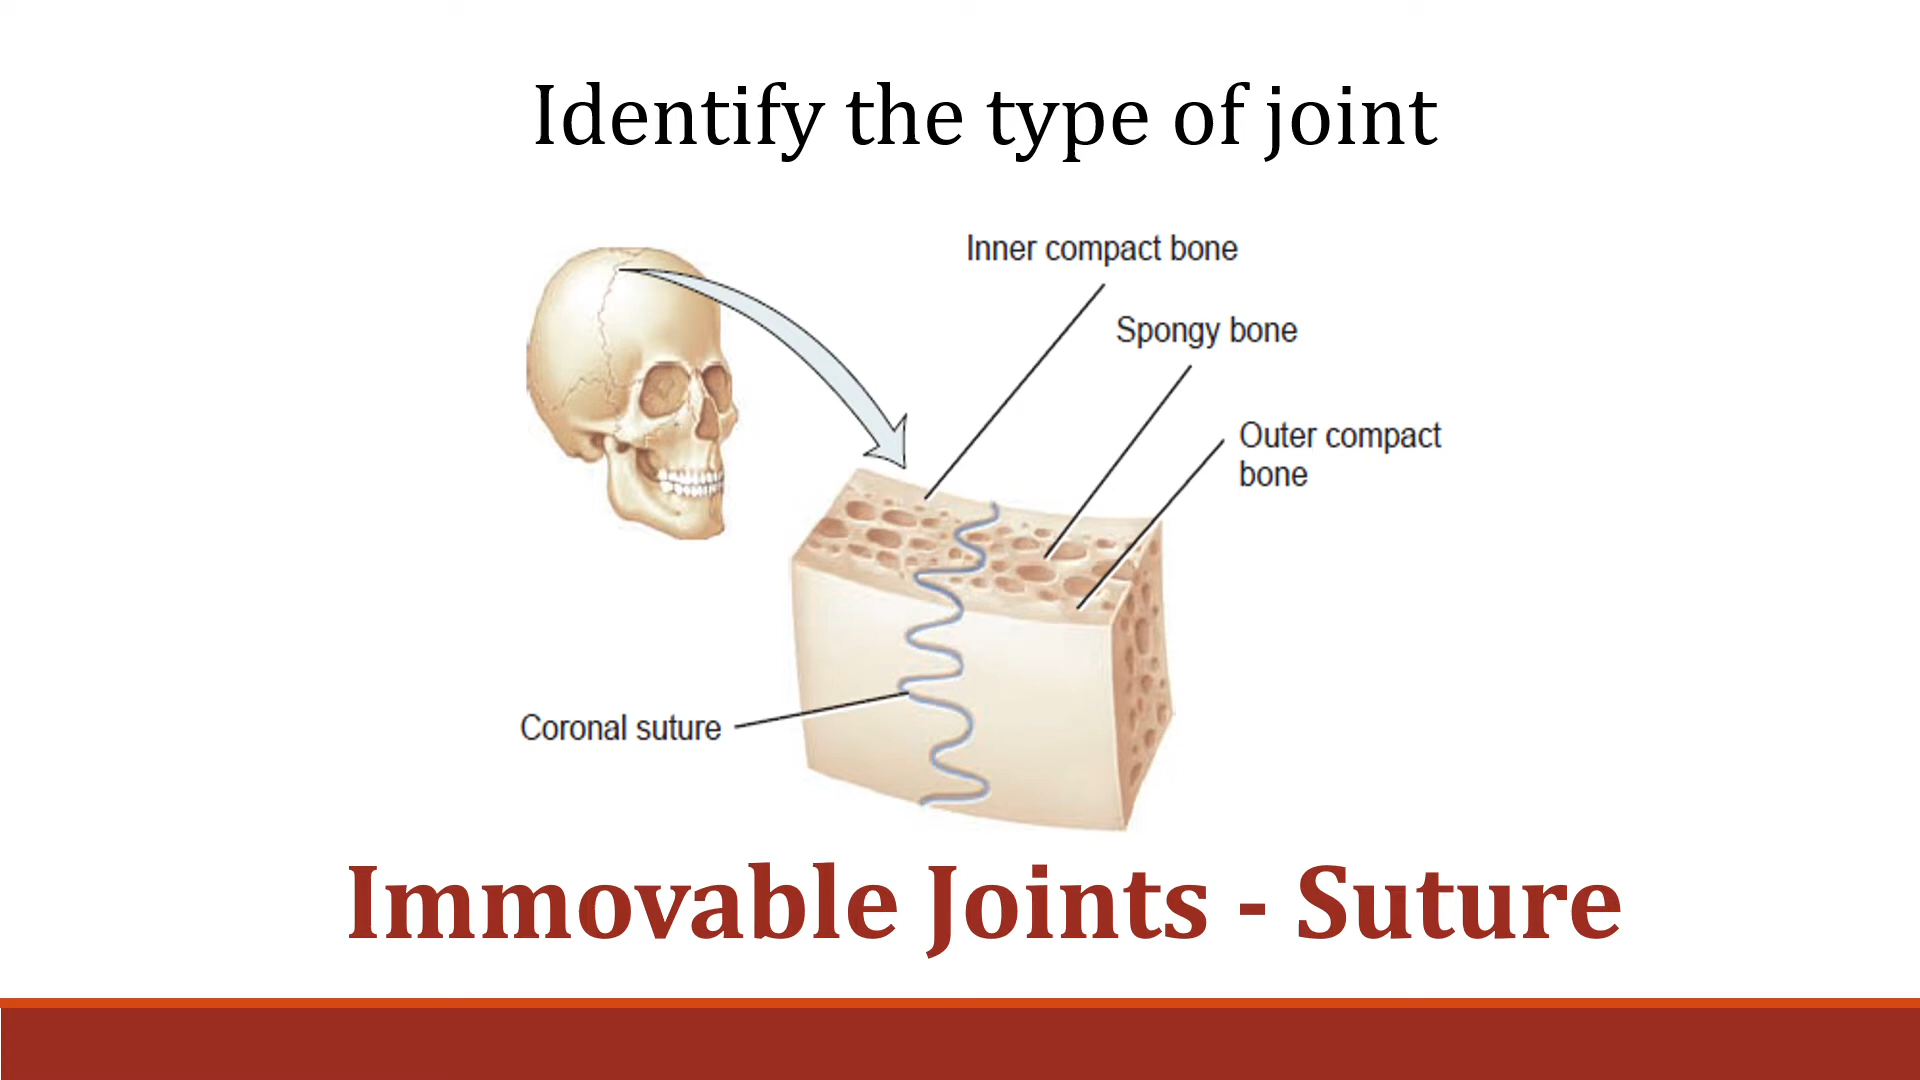 Identify the type of joint
Inner compact bone
Spongy bone
Outer compact
bone
Coronal suture
Immovable Joints - Suture